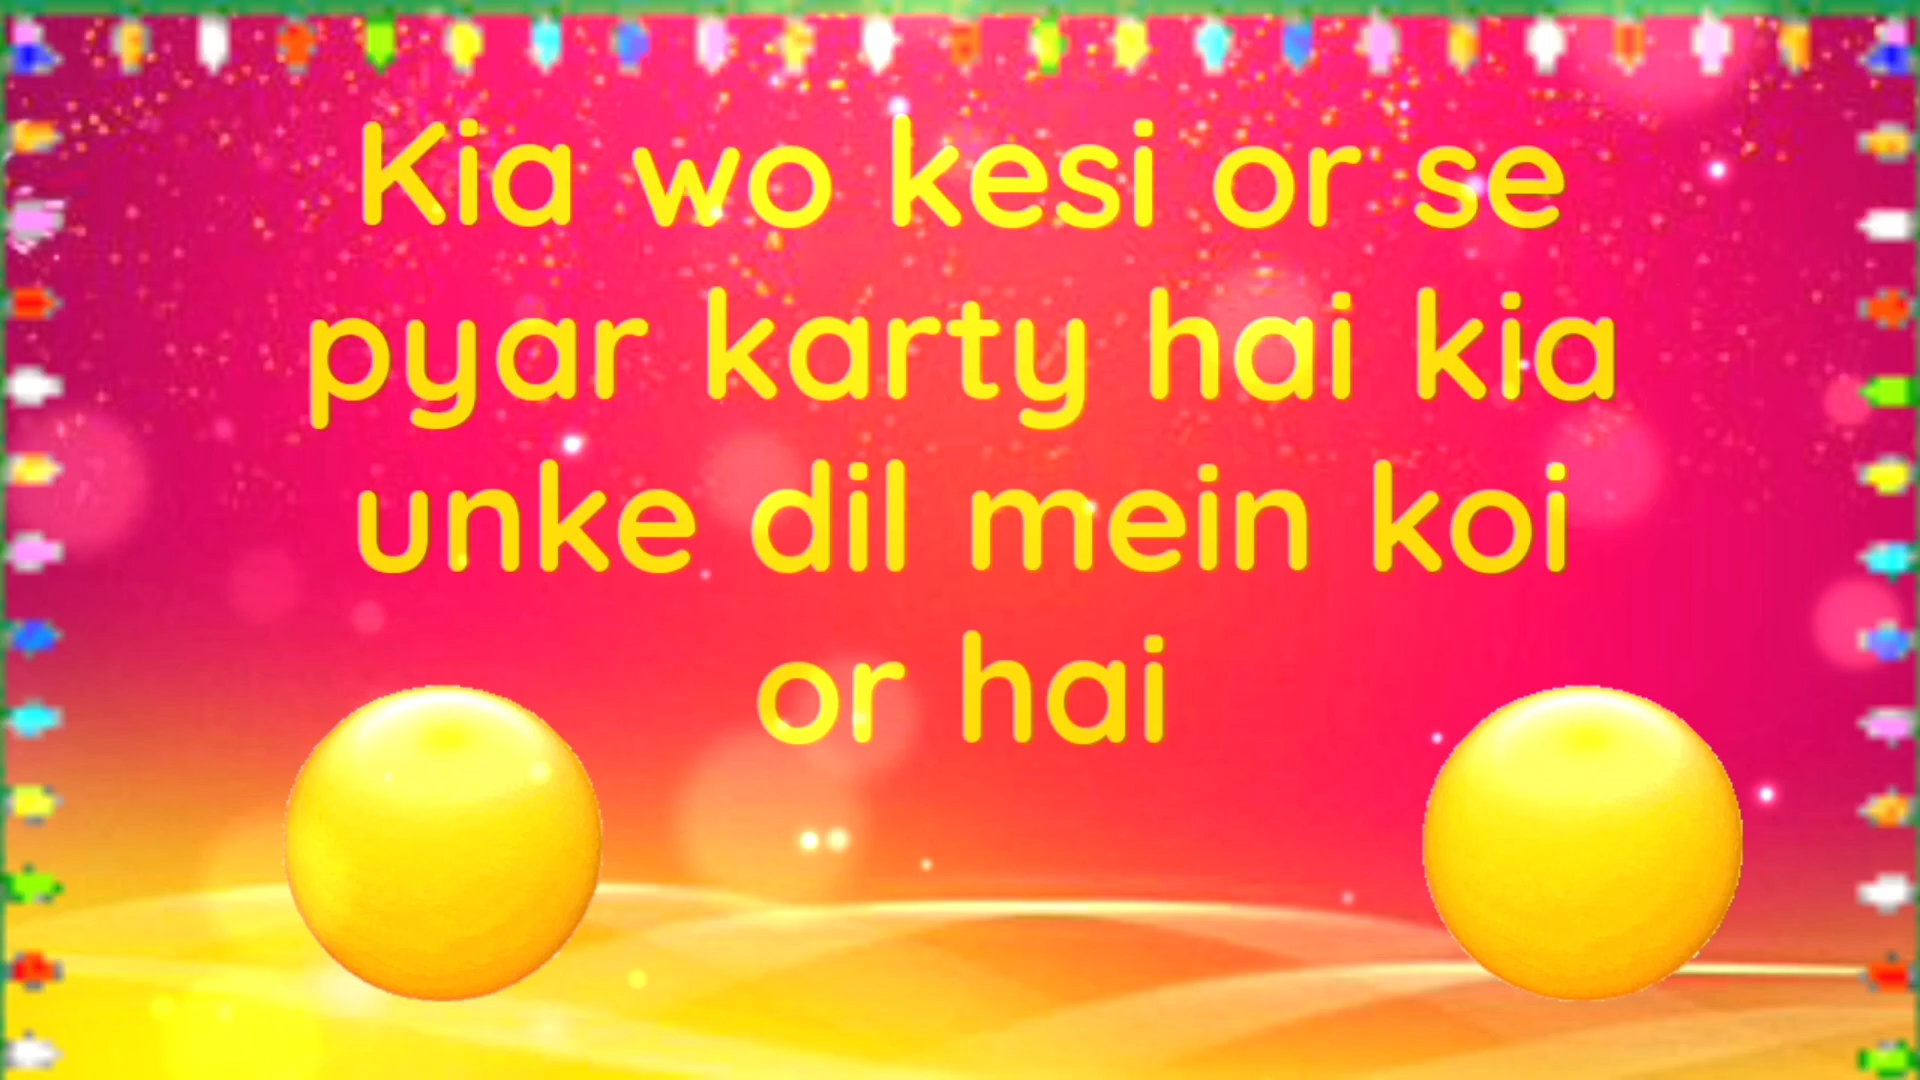 Kia wo kesi or se
pyar karty hai kia
unke dil mein koi
or hai